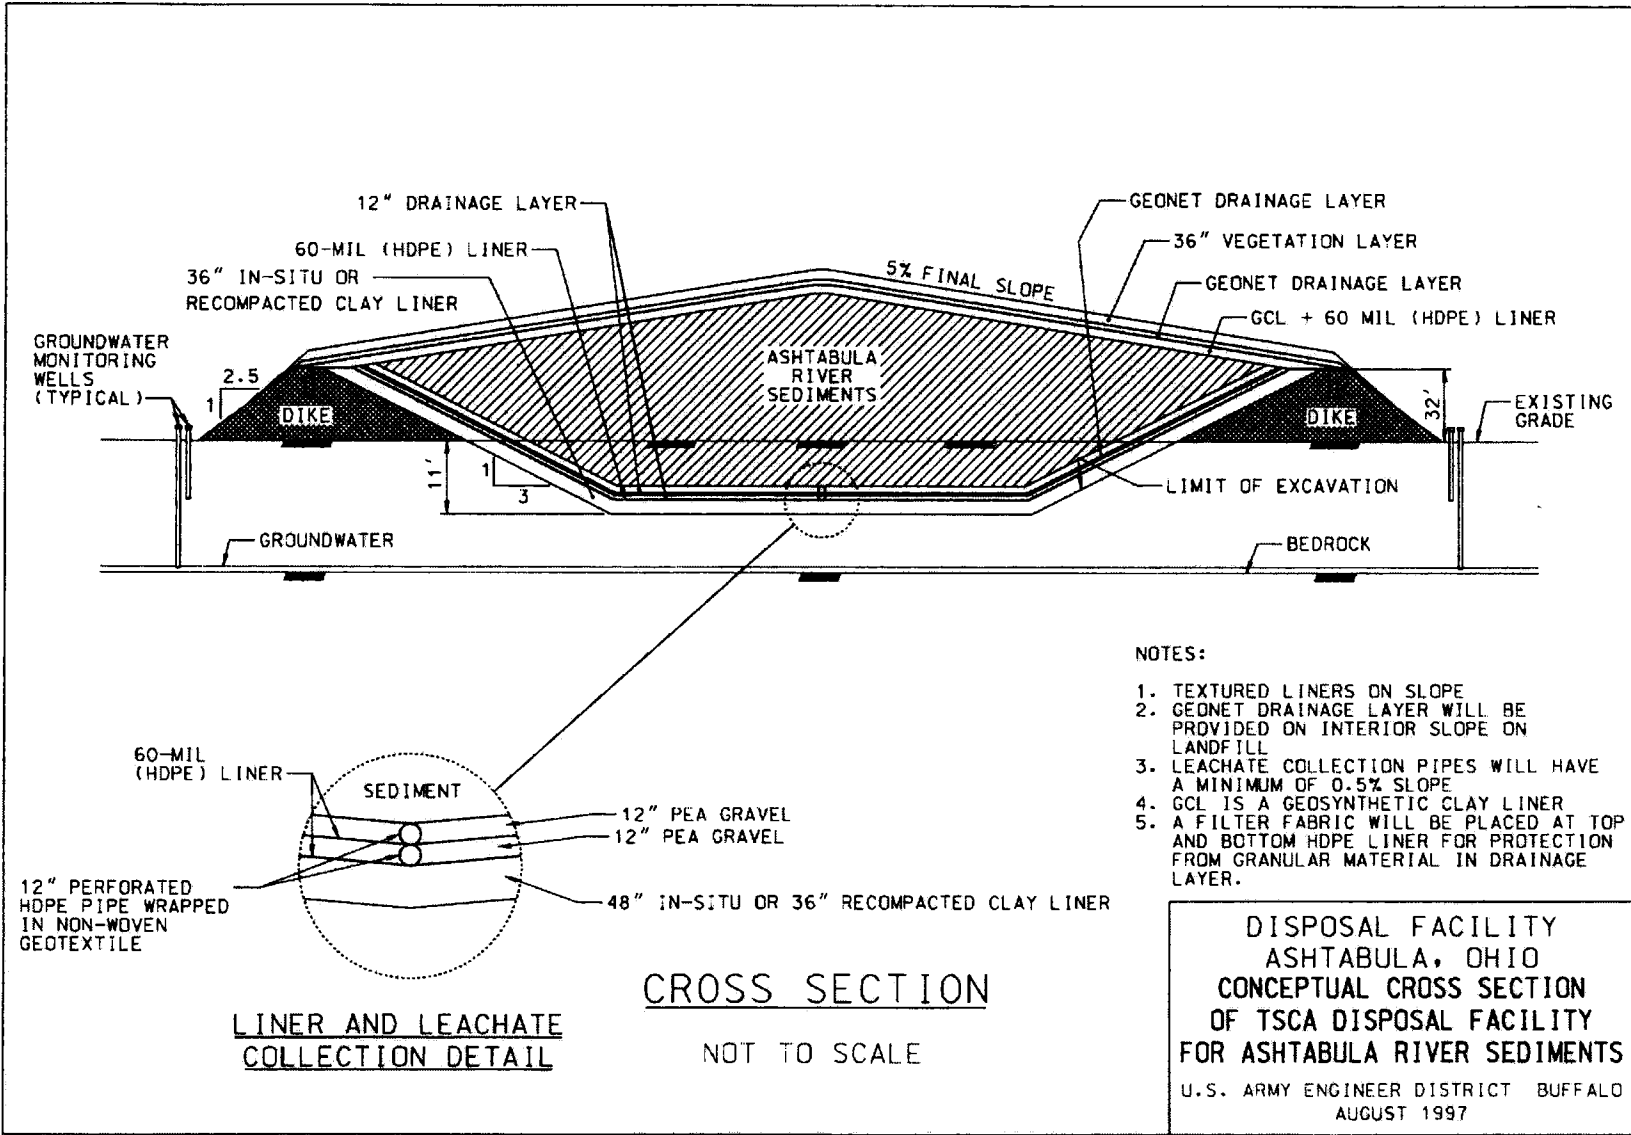 12" DRAINAGE LAYER
60-MIL (HDPE) LINER
36" IN-SITU OR
RECOMPACTED CLAY LINER
GROUNDWATER
MONITORING
WELLS
(TYPICAL)
2.5
1
DIKE
5% FINAL SLOPE
ASHTABULA
RIVER
SEDIMENTS
GEONET DRAINAGE LAYER
36" VEGETATION LAYER
GEONET DRAINAGE LAYER
GCL + 60 MIL (HDPE) LINER
DIKE
32'
EXISTING
GRADE
11'
1
3
LIMIT OF EXCAVATION
GROUNDWATER
BEDROCK
NOTES:
1. TEXTURED LINERS ON SLOPE
2. GEONET DRAINAGE LAYER WILL BE
PROVIDED ON INTERIOR SLOPE ON
LANDFILL
3. LEACHATE COLLECTION PIPES WILL HAVE
A MINIMUM OF 0.5% SLOPE
4. GCL IS A GEOSYNTHETIC CLAY LINER
5. A FILTER FABRIC WILL BE PLACED AT TOP
AND BOTTOM HDPE LINER FOR PROTECTION
FROM GRANULAR MATERIAL IN DRAINAGE
LAYER.
60-MIL
(HDPE) LINER
SEDIMENT
12" PEA GRAVEL
12" PEA GRAVEL
12" PERFORATED
HDPE PIPE WRAPPED
IN NON-WOVEN
GEOTEXTILE
48" IN-SITU OR 36" RECOMPACTED CLAY LINER
LINER AND LEACHATE
COLLECTION DETAIL
CROSS SECTION
NOT TO SCALE
DISPOSAL FACILITY
ASHTABULA, OHIO
CONCEPTUAL CROSS SECTION
OF TSCA DISPOSAL FACILITY
FOR ASHTABULA RIVER SEDIMENTS
U.S. ARMY ENGINEER DISTRICT BUFFALO
AUGUST 1997